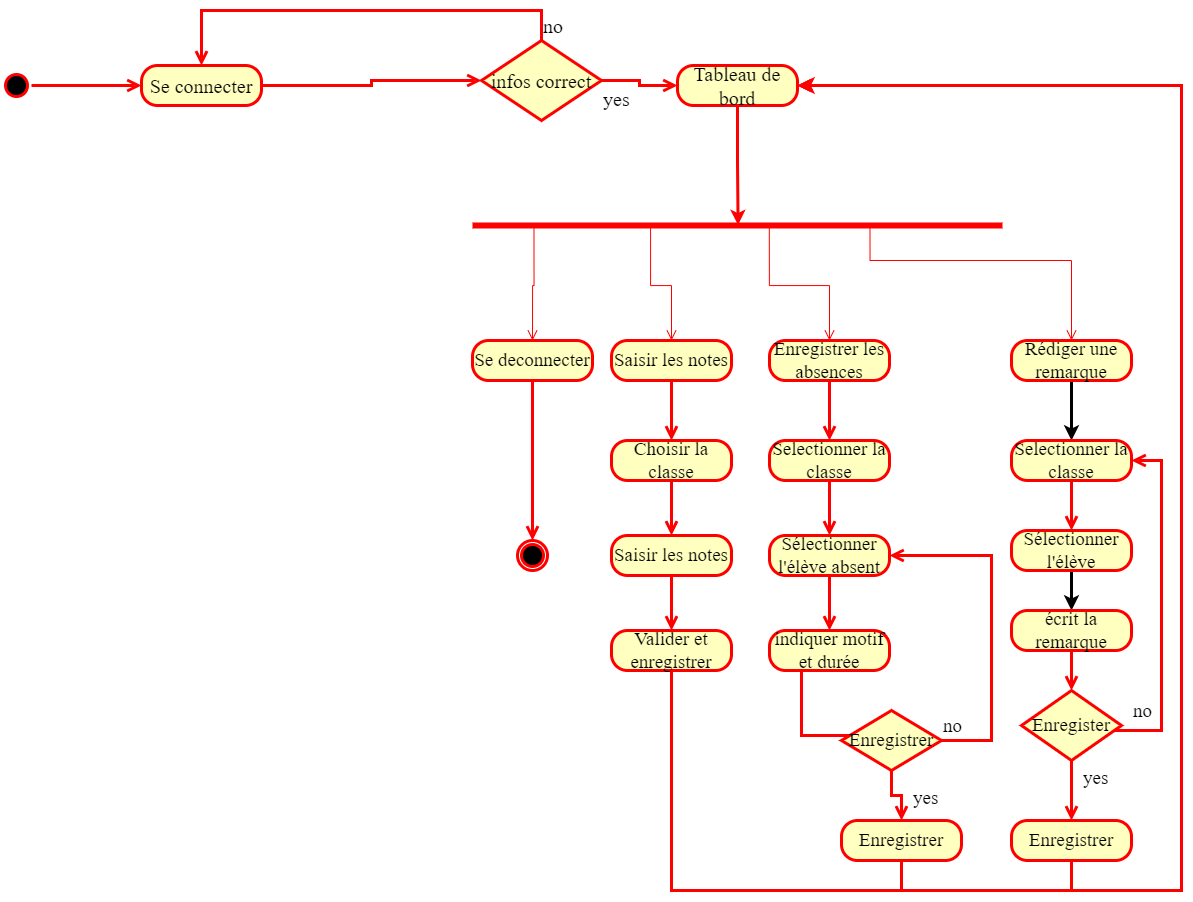 no
Se connecter
infos correct
yes
Tableau de
bord
Se deconnecter
Saisir les notes
Enregistrer les
absences
Rédiger une
remarque
Choisir la
classe
Selectionner la
classe
Selectionner la
classe
Saisir les notes
Sélectionner
l'élève absent
Sélectionner
l'élève
Valider et
enregistrer
indiquer motif
et durée
écrit la
remarque
Enregistrer
no
Enregister
no
yes
yes
Enregistrer
Enregistrer